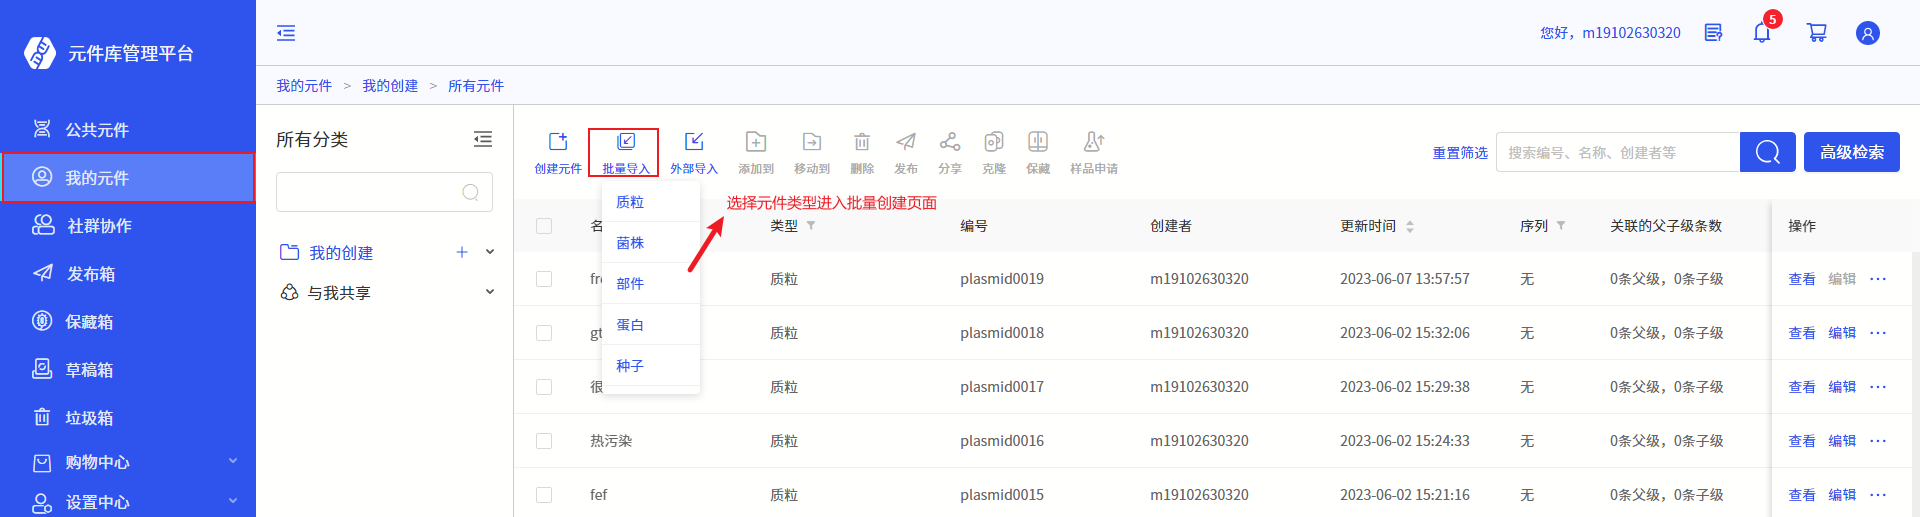 元件库管理平台
公共元件
我的元件
社群协作
发布箱
保藏箱
草稿箱
垃圾箱
购物中心
设置中心
您好，m19102630320
5
我的元件 > 我的创建 > 所有元件
所有分类
我的创建
与我共享
创建元件 批量导入 外部导入 添加到 移动到 删除 发布 分享 克隆 保藏 样品申请
重置筛选 搜索编号、名称、创建者等 高级检索
质粒
菌株
部件
蛋白
种子
选择元件类型进入批量创建页面
名 类型 编号 创建者 更新时间 序列 关联的父子级条数 操作
质粒 plasmid0019 m19102630320 2023-06-07 13:57:57 无 0条父级，0条子级 查看 编辑 ···
质粒 plasmid0018 m19102630320 2023-06-02 15:32:06 无 0条父级，0条子级 查看 编辑 ···
很 质粒 plasmid0017 m19102630320 2023-06-02 15:29:38 无 0条父级，0条子级 查看 编辑 ···
热污染 质粒 plasmid0016 m19102630320 2023-06-02 15:24:33 无 0条父级，0条子级 查看 编辑 ···
fef 质粒 plasmid0015 m19102630320 2023-06-02 15:21:16 无 0条父级，0条子级 查看 编辑 ···